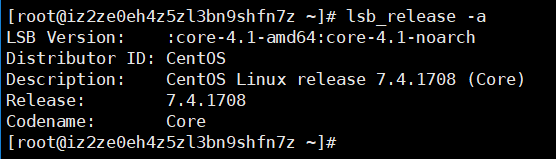 [root@iz2ze0eh4z5zl3bn9shfn7z ~]# lsb_release -a
LSB Version:    :core-4.1-amd64:core-4.1-noarch
Distributor ID: CentOS
Description:    CentOS Linux release 7.4.1708 (Core)
Release:        7.4.1708
Codename:       Core
[root@iz2ze0eh4z5zl3bn9shfn7z ~]#